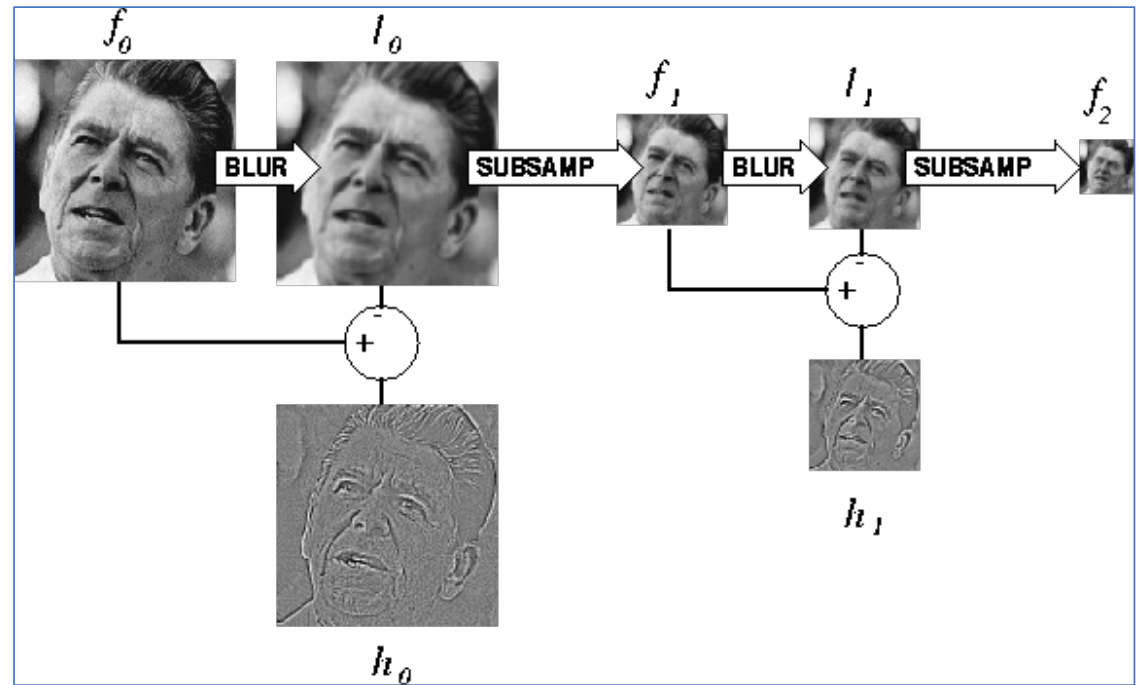 f₀
l₀
f₁
l₁
f₂
BLUR
SUBSAMP
BLUR
SUBSAMP
-
+
-
+
h₁
h₀